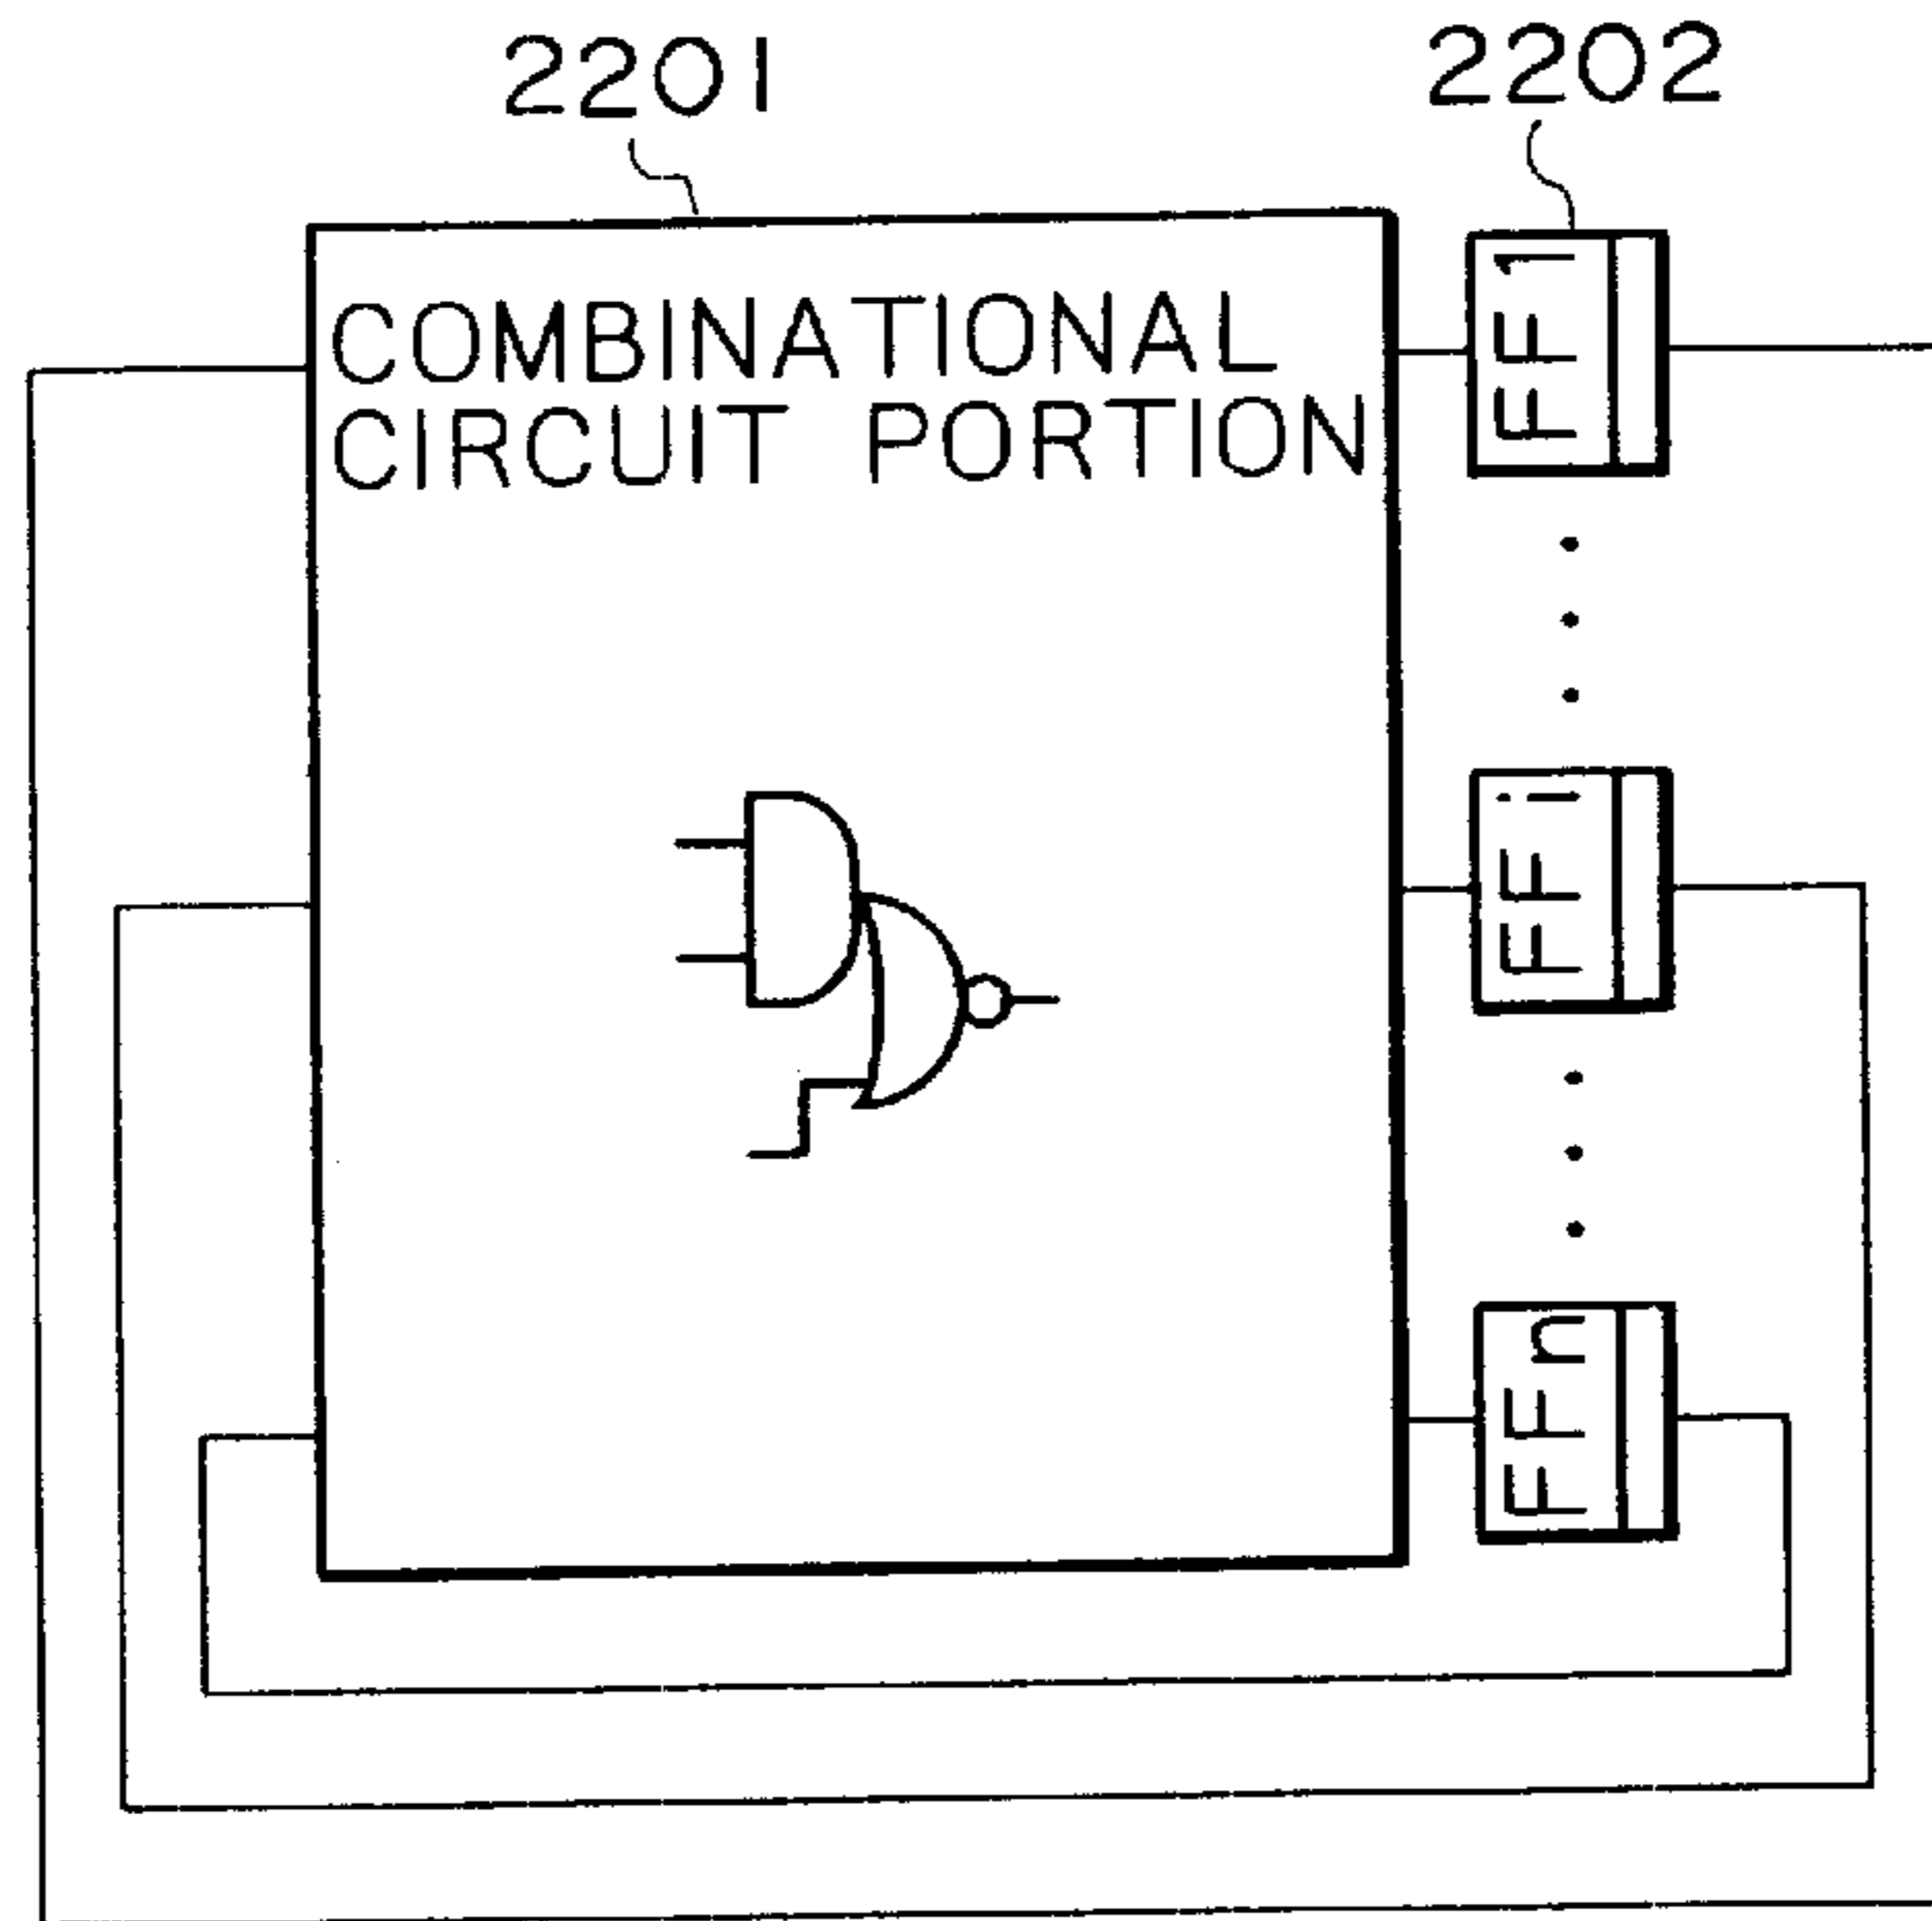 2201
2202
COMBINATIONAL
CIRCUIT PORTION
FF1
FFi
FFn